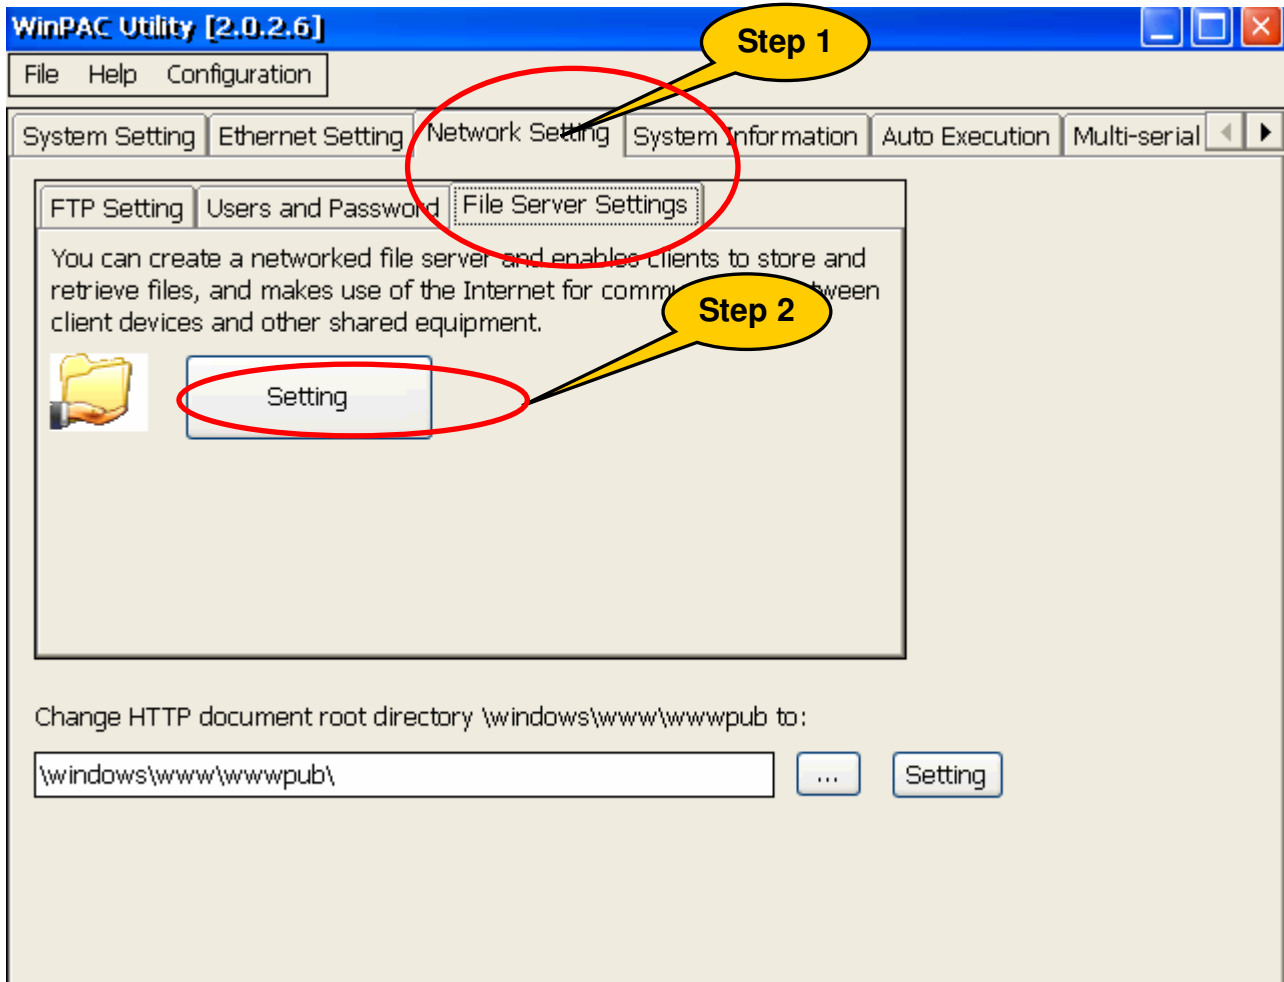 WinPAC Utility [2.0.2.6]
Step 1
File Help Configuration
System Setting Ethernet Setting Network Setting System Information Auto Execution Multi-serial
FTP Setting Users and Password File Server Settings
You can create a networked file server and enables clients to store and
retrieve files, and makes use of the Internet for
client devices and other shared equipment.
Step 2
Setting
Change HTTP document root directory \windows\www\wwwpub to:
\windows\www\wwwpub\ ... Setting